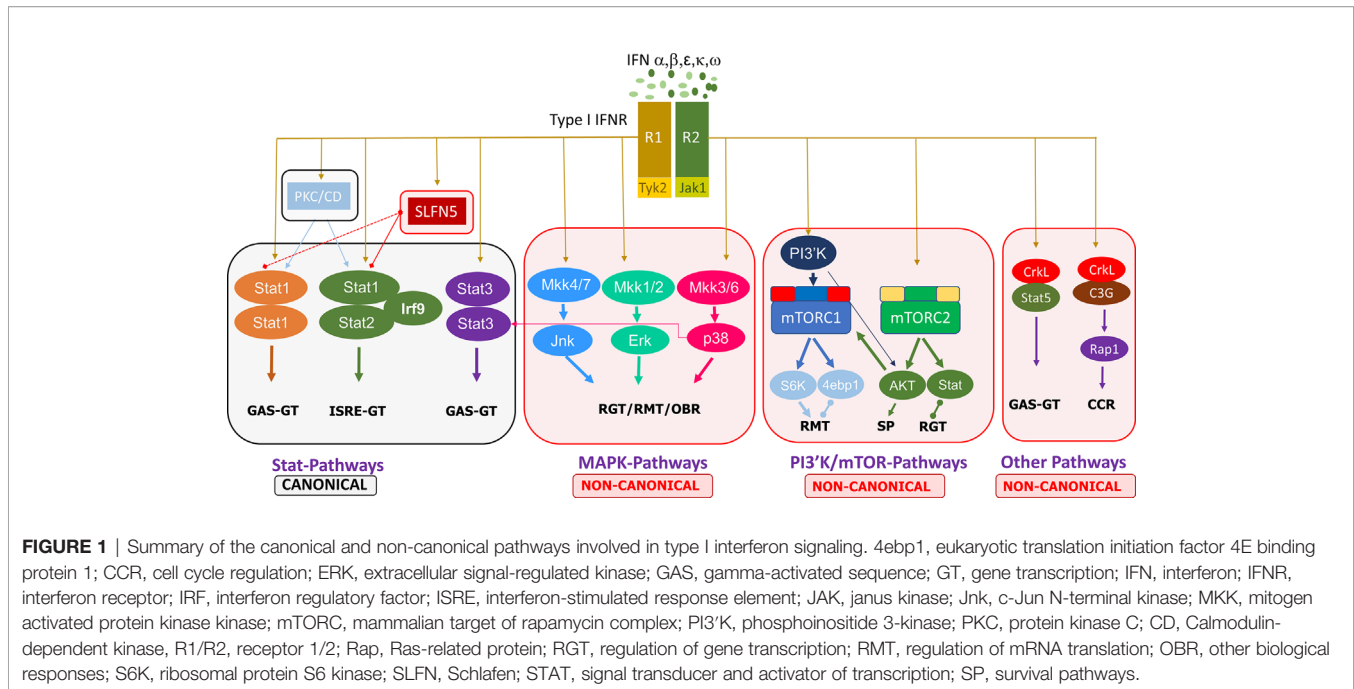 IFN α,β,ε,κ,ω
Type I IFNR
R1
R2
Tyk2
Jak1
PKC/CD
SLFN5
Stat1
Stat1
Stat1
Stat2
Irf9
Stat3
Stat3
GAS-GT
ISRE-GT
GAS-GT
Mkk4/7
Mkk1/2
Mkk3/6
Jnk
Erk
p38
RGT/RMT/OBR
PI3'K
mTORC1
mTORC2
S6K
4ebp1
AKT
Stat
RMT
SP
RGT
CrkL
Stat5
CrkL
C3G
Rap1
GAS-GT
CCR
Stat-Pathways
CANONICAL
MAPK-Pathways
NON-CANONICAL
PI3'K/mTOR-Pathways
NON-CANONICAL
Other Pathways
NON-CANONICAL
FIGURE 1 | Summary of the canonical and non-canonical pathways involved in type I interferon signaling. 4ebp1, eukaryotic translation initiation factor 4E binding
protein 1; CCR, cell cycle regulation; ERK, extracellular signal-regulated kinase; GAS, gamma-activated sequence; GT, gene transcription; IFN, interferon; IFNR,
interferon receptor; IRF, interferon regulatory factor; ISRE, interferon-stimulated response element; JAK, janus kinase; Jnk, c-Jun N-terminal kinase; MKK, mitogen
activated protein kinase kinase; mTORC, mammalian target of rapamycin complex; PI3′K, phosphoinositide 3-kinase; PKC, protein kinase C; CD, Calmodulin-
dependent kinase, R1/R2, receptor 1/2; Rap, Ras-related protein; RGT, regulation of gene transcription; RMT, regulation of mRNA translation; OBR, other biological
responses; S6K, ribosomal protein S6 kinase; SLFN, Schlafen; STAT, signal transducer and activator of transcription; SP, survival pathways.